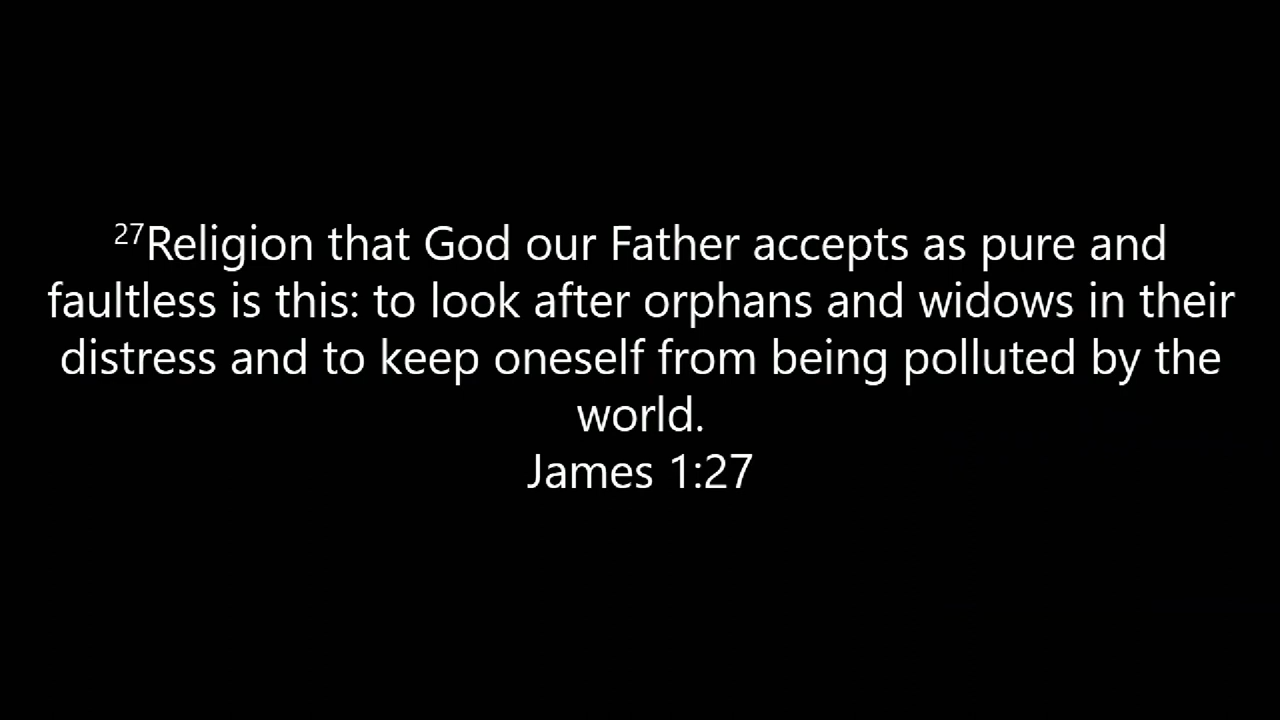 27Religion that God our Father accepts as pure and
faultless is this: to look after orphans and widows in their
distress and to keep oneself from being polluted by the
world.
James 1:27